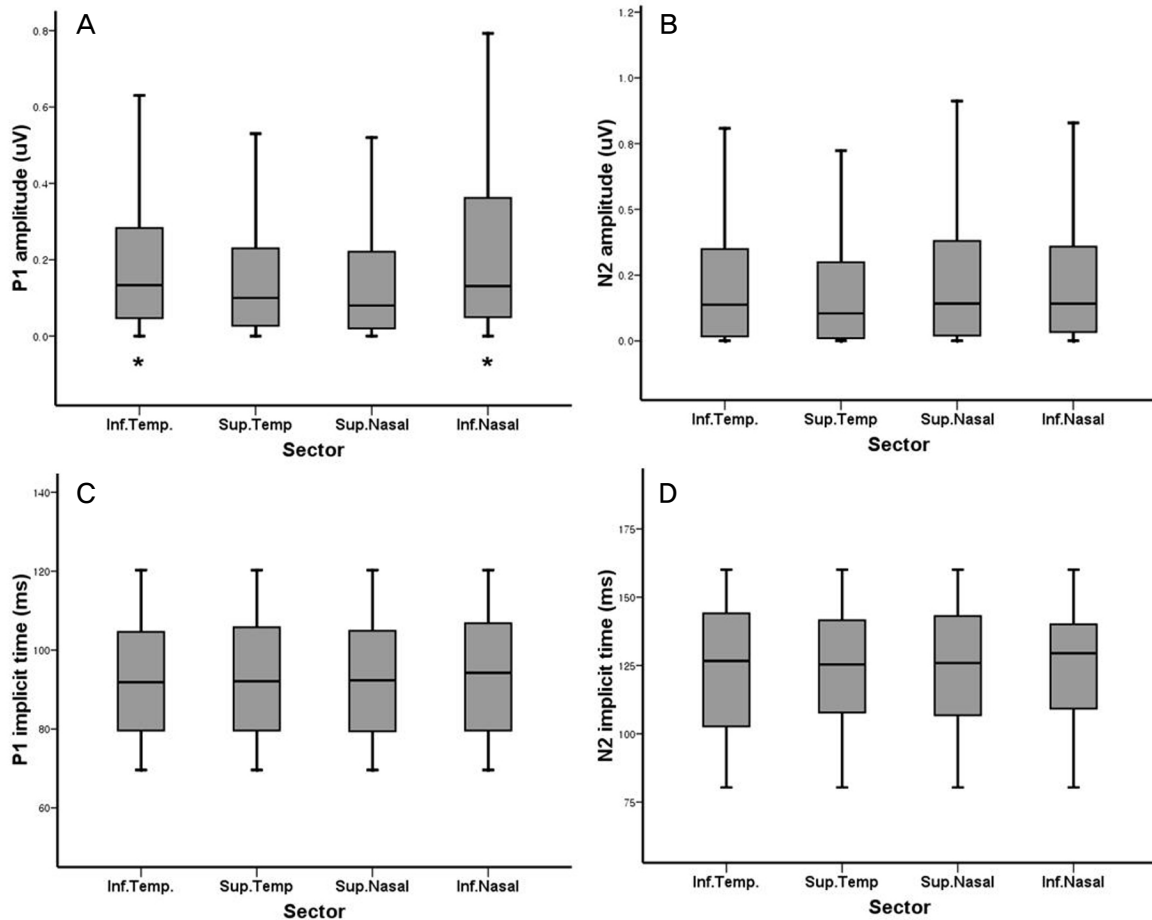 A
P1 amplitude (uV)
0.8
0.6
0.4
0.2
0.0
*
*
Inf.Temp.
Sup.Temp
Sup.Nasal
Inf.Nasal
Sector
B
N2 amplitude (uV)
1.2
1.0
0.8
0.5
0.2
0.0
Inf.Temp.
Sup.Temp
Sup.Nasal
Inf.Nasal
Sector
C
P1 implicit time (ms)
140
120
100
80
60
Inf.Temp.
Sup.Temp
Sup.Nasal
Inf.Nasal
Sector
D
N2 implicit time (ms)
175
150
125
100
75
Inf.Temp.
Sup.Temp
Sup.Nasal
Inf.Nasal
Sector